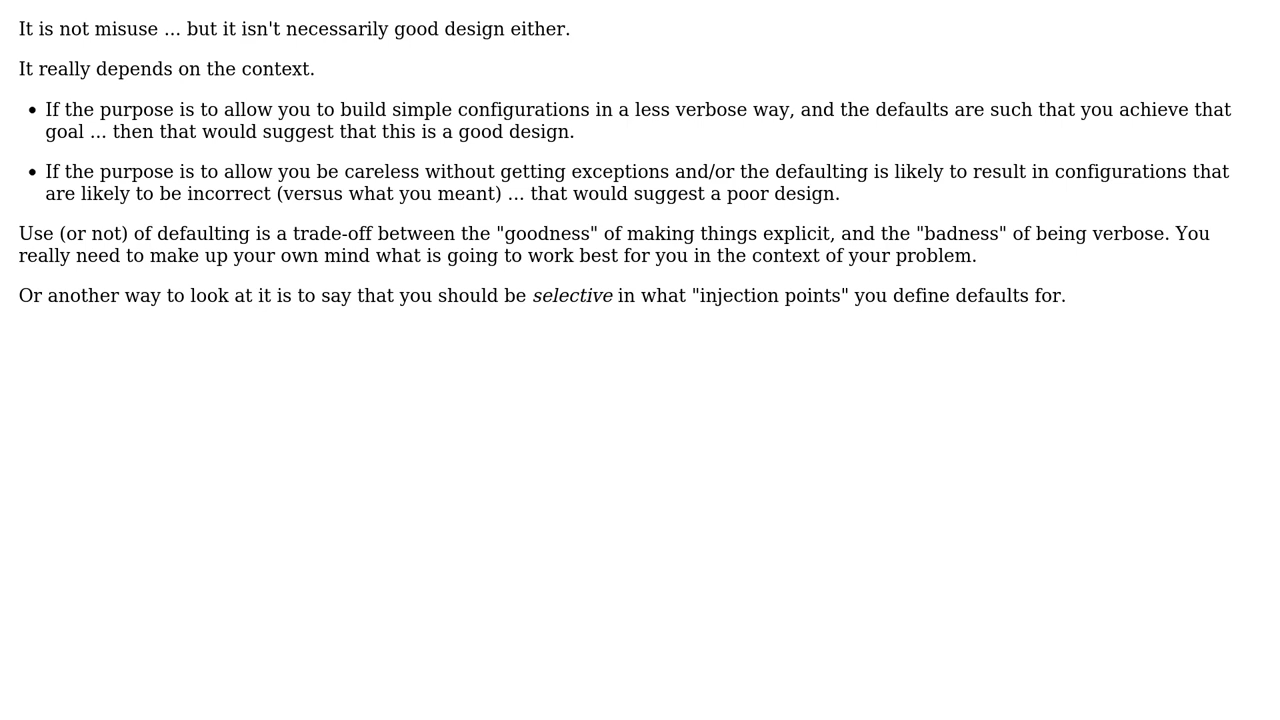 It is not misuse ... but it isn't necessarily good design either.
It really depends on the context.
• If the purpose is to allow you to build simple configurations in a less verbose way, and the defaults are such that you achieve that
goal ... then that would suggest that this is a good design.
• If the purpose is to allow you be careless without getting exceptions and/or the defaulting is likely to result in configurations that
are likely to be incorrect (versus what you meant) ... that would suggest a poor design.
Use (or not) of defaulting is a trade-off between the "goodness" of making things explicit, and the "badness" of being verbose. You
really need to make up your own mind what is going to work best for you in the context of your problem.
Or another way to look at it is to say that you should be selective in what "injection points" you define defaults for.